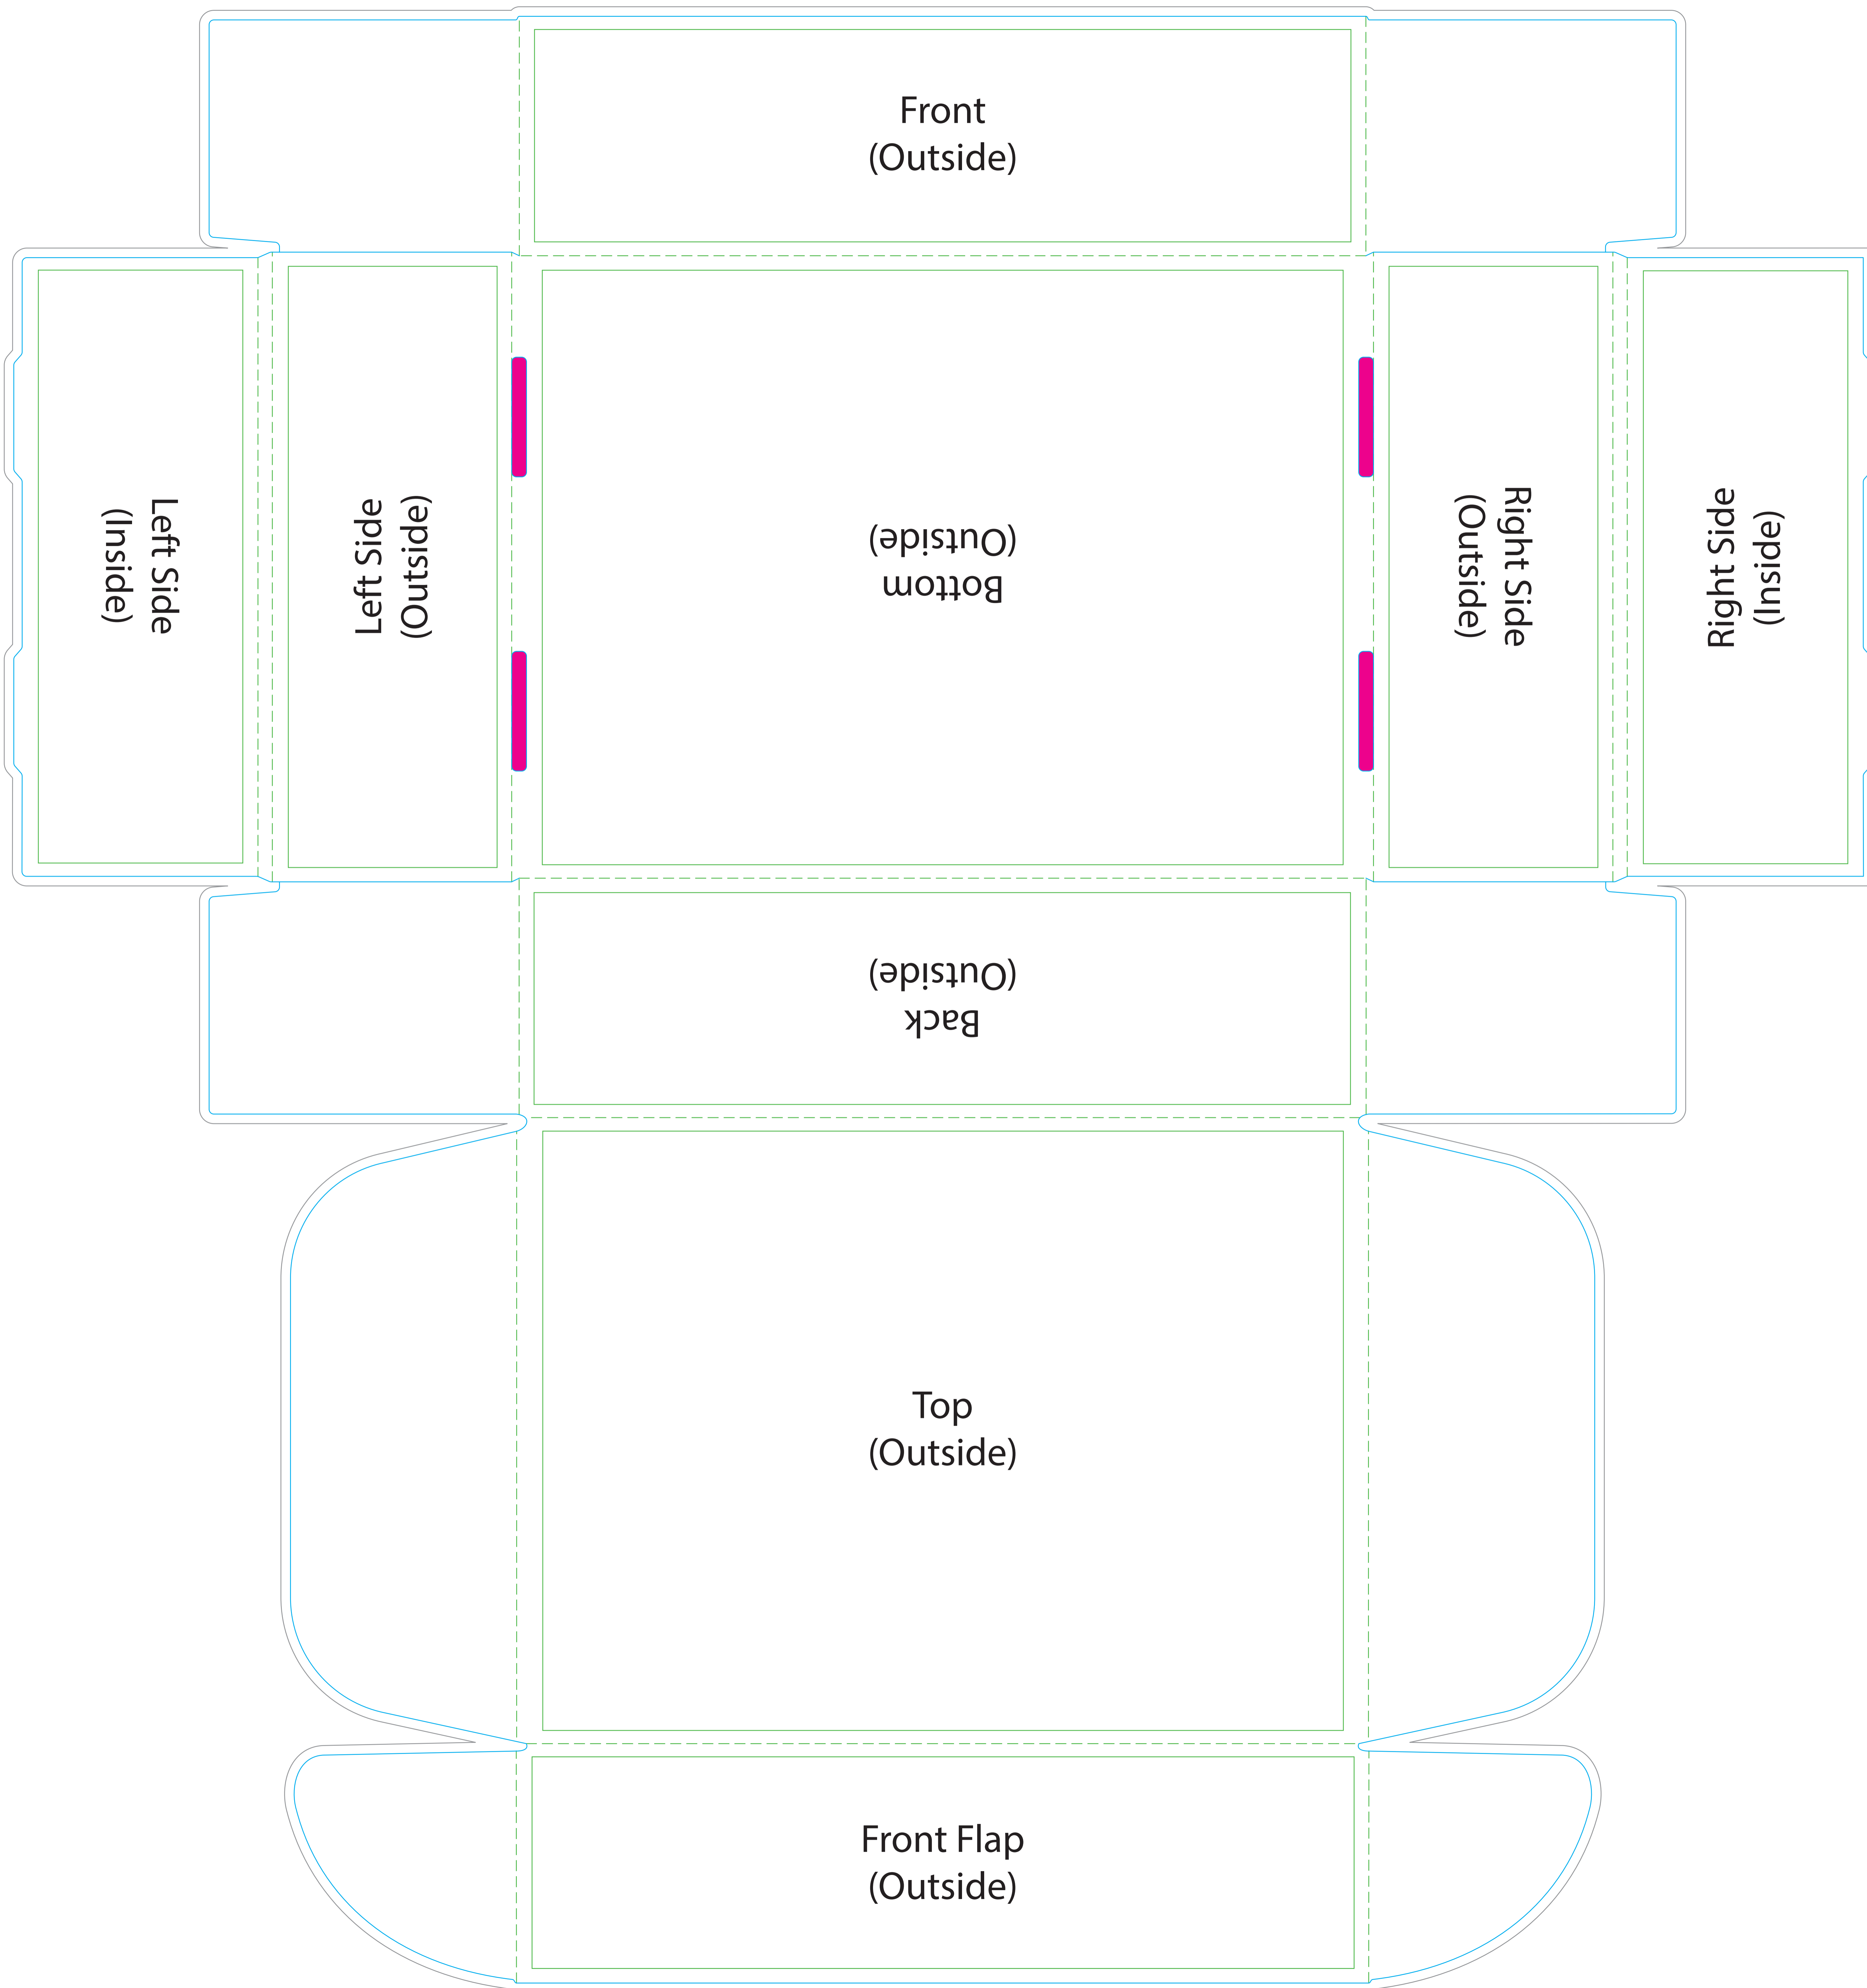 Front
(Outside)
Left Side
(Inside)
Left Side
(Outside)
Bottom
(Outside)
Right Side
(Outside)
Right Side
(Inside)
Back
(Outside)
Top
(Outside)
Front Flap
(Outside)